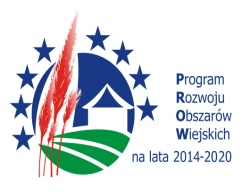 Program
Rozwoju
Obszarów
Wiejskich
na lata 2014-2020